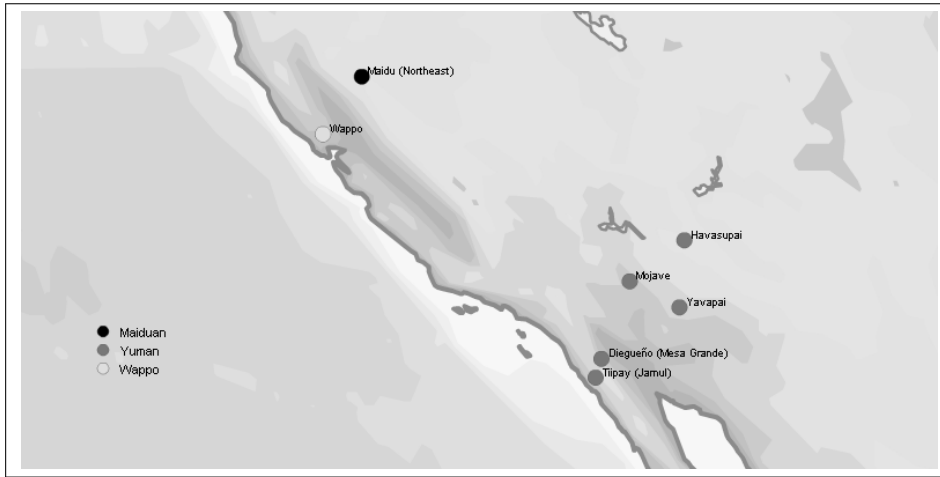 Maidu (Northeast)
Wappo
Havasupai
Mojave
Yavapai
Diegueño (Mesa Grande)
Tiipay (Jamul)
Maiduan
Yuman
Wappo